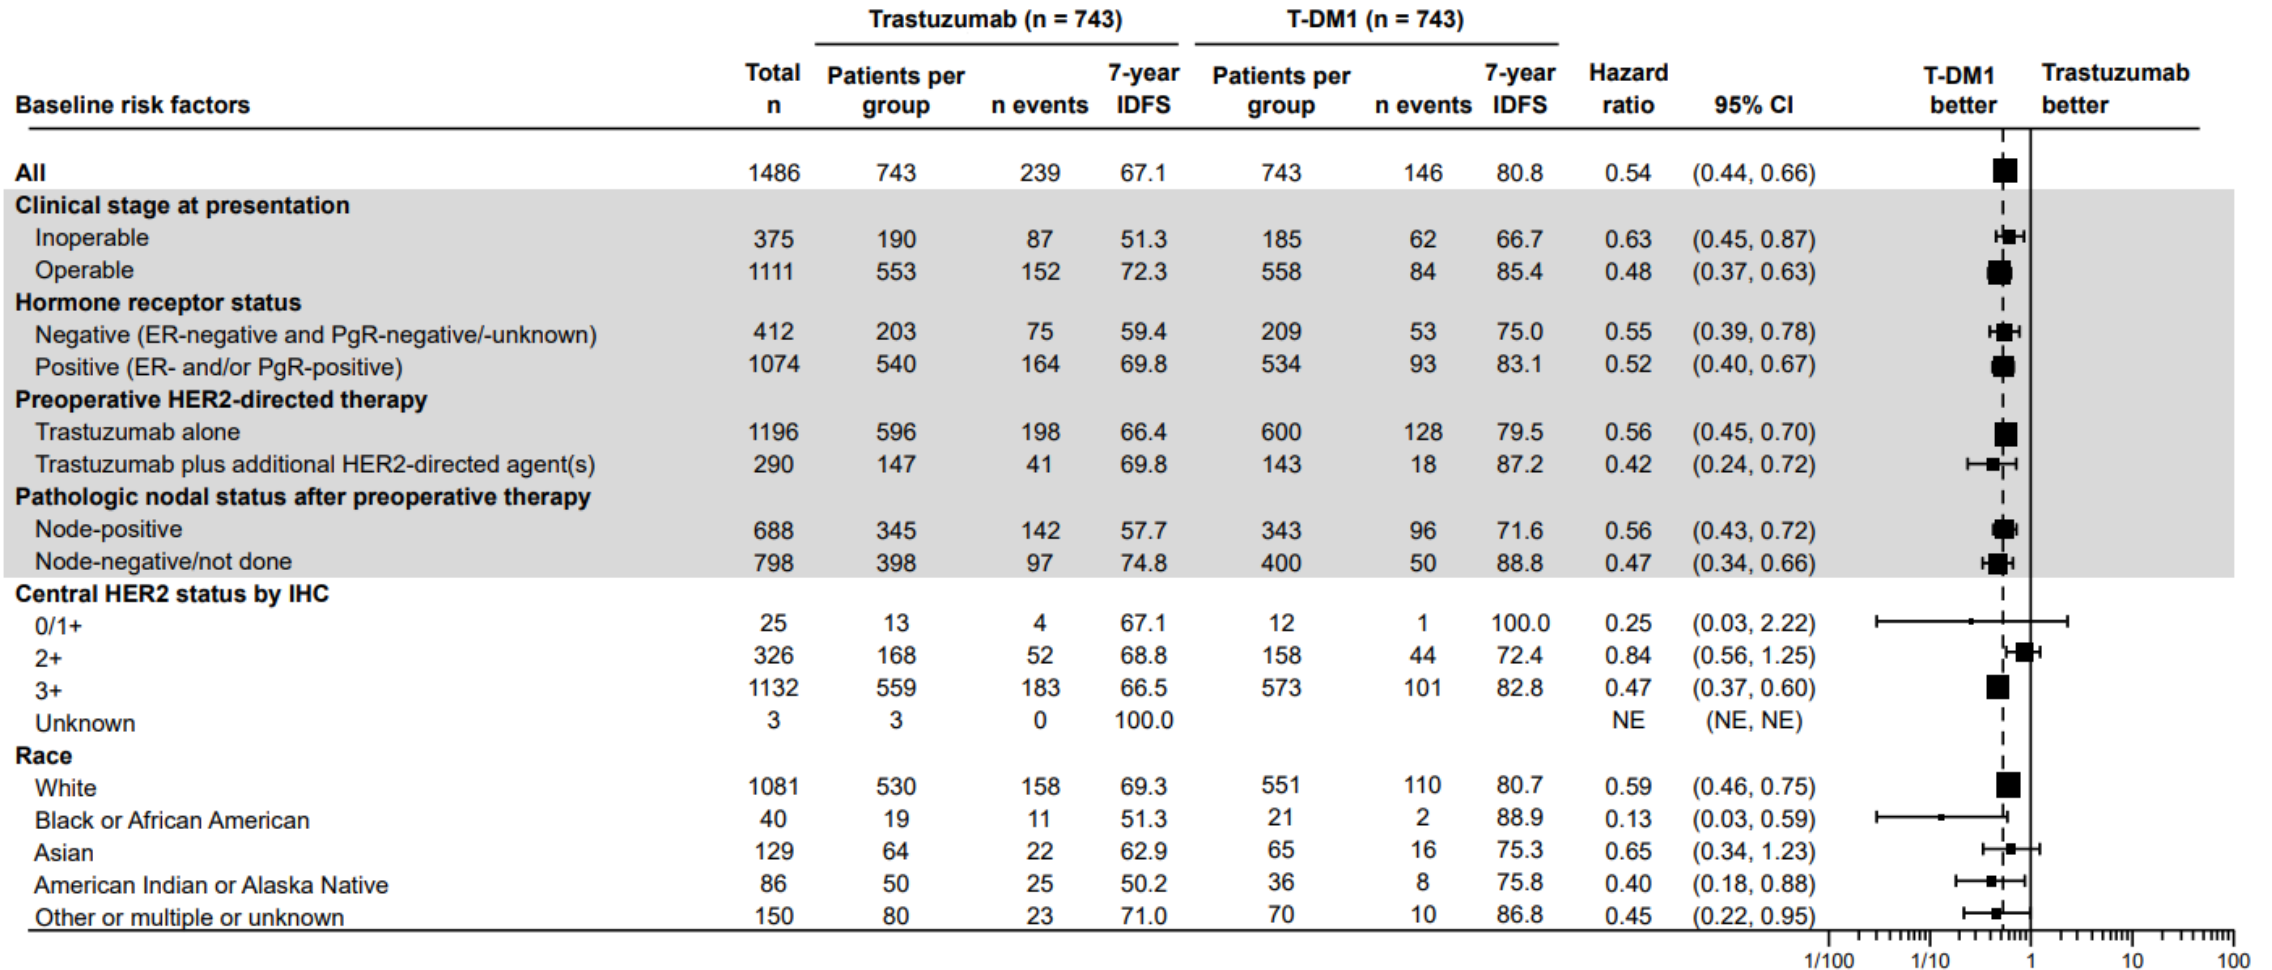 Trastuzumab (n = 743) T-DM1 (n = 743)
Total Patients per 7-year Patients per 7-year Hazard T-DM1 Trastuzumab
Baseline risk factors n group n events IDFS group n events IDFS ratio 95% CI better better
All 1486 743 239 67.1 743 146 80.8 0.54 (0.44, 0.66)
Clinical stage at presentation
Inoperable 375 190 87 51.3 185 62 66.7 0.63 (0.45, 0.87)
Operable 1111 553 152 72.3 558 84 85.4 0.48 (0.37, 0.63)
Hormone receptor status
Negative (ER-negative and PgR-negative/-unknown) 412 203 75 59.4 209 53 75.0 0.55 (0.39, 0.78)
Positive (ER- and/or PgR-positive) 1074 540 164 69.8 534 93 83.1 0.52 (0.40, 0.67)
Preoperative HER2-directed therapy
Trastuzumab alone 1196 596 198 66.4 600 128 79.5 0.56 (0.45, 0.70)
Trastuzumab plus additional HER2-directed agent(s) 290 147 41 69.8 143 18 87.2 0.42 (0.24, 0.72)
Pathologic nodal status after preoperative therapy
Node-positive 688 345 142 57.7 343 96 71.6 0.56 (0.43, 0.72)
Node-negative/not done 798 398 97 74.8 400 50 88.8 0.47 (0.34, 0.66)
Central HER2 status by IHC
0/1+ 25 13 4 67.1 12 1 100.0 0.25 (0.03, 2.22)
2+ 326 168 52 68.8 158 44 72.4 0.84 (0.56, 1.25)
3+ 1132 559 183 66.5 573 101 82.8 0.47 (0.37, 0.60)
Unknown 3 3 0 100.0 NE (NE, NE)
Race
White 1081 530 158 69.3 551 110 80.7 0.59 (0.46, 0.75)
Black or African American 40 19 11 51.3 21 2 88.9 0.13 (0.03, 0.59)
Asian 129 64 22 62.9 65 16 75.3 0.65 (0.34, 1.23)
American Indian or Alaska Native 86 50 25 50.2 36 8 75.8 0.40 (0.18, 0.88)
Other or multiple or unknown 150 80 23 71.0 70 10 86.8 0.45 (0.22, 0.95)
1/100 1/10 1 10 100